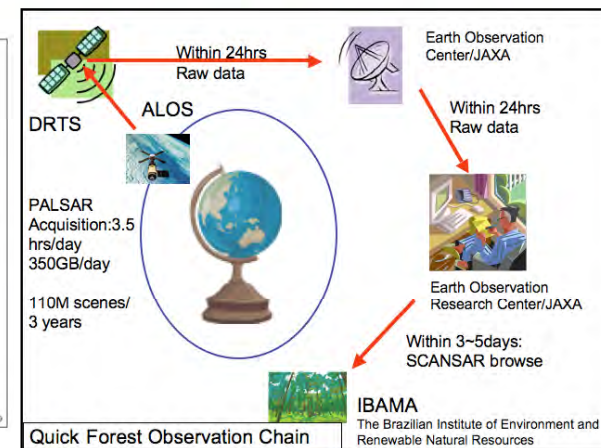 Within 24hrs
Raw data
Earth Observation
Center/JAXA
DRTS
ALOS
Within 24hrs
Raw data
PALSAR
Acquisition:3.5
hrs/day
350GB/day
110M scenes/
3 years
Earth Observation
Research Center/JAXA
Within 3~5days:
SCANSAR browse
IBAMA
The Brazilian Institute of Environment and
Renewable Natural Resources
Quick Forest Observation Chain